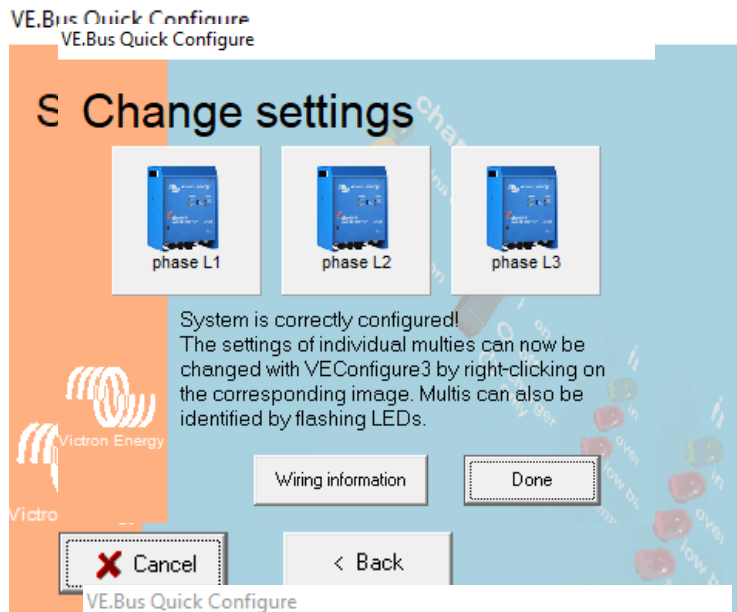 VE.Bus Quick Configure
VE.Bus Quick Configure
S
Change settings
phase L1
phase L2
phase L3
System is correctly configured!
The settings of individual multies can now be
changed with VEConfigure3 by right-clicking on
the corresponding image. Multis can also be
identified by flashing LEDs.
Victron Energy
Wiring information
Done
Victro
Cancel
< Back
VE.Bus Quick Configure